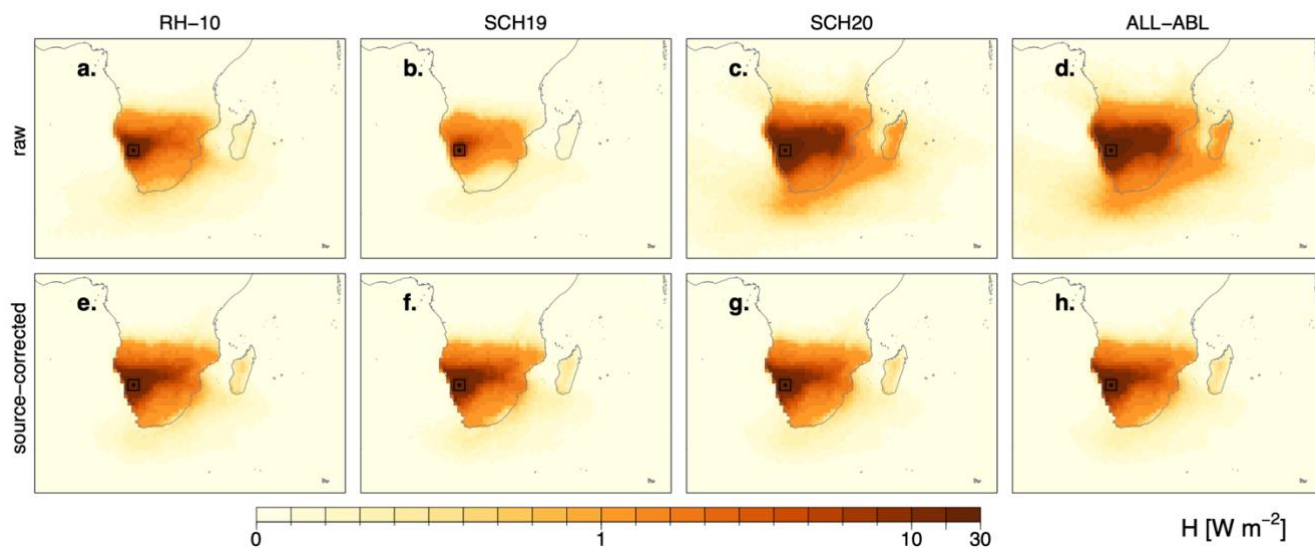 RH−10 SCH19 SCH20 ALL−ABL
raw
a. b. c. d.
source−corrected
e. f. g. h.
0 1 10 30
H [W m⁻²]